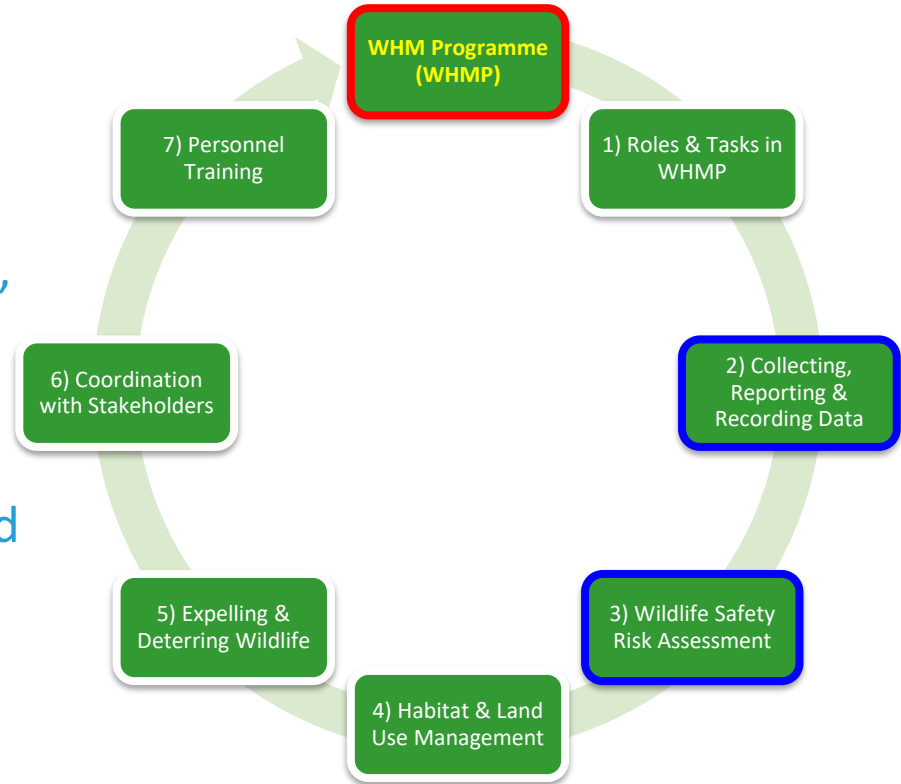 WHM Programme
(WHMP)
1) Roles & Tasks in
WHMP
2) Collecting,
Reporting &
Recording Data
3) Wildlife Safety
Risk Assessment
4) Habitat & Land
Use Management
5) Expelling &
Deterring Wildlife
6) Coordination
with Stakeholders
7) Personnel
Training
,
d